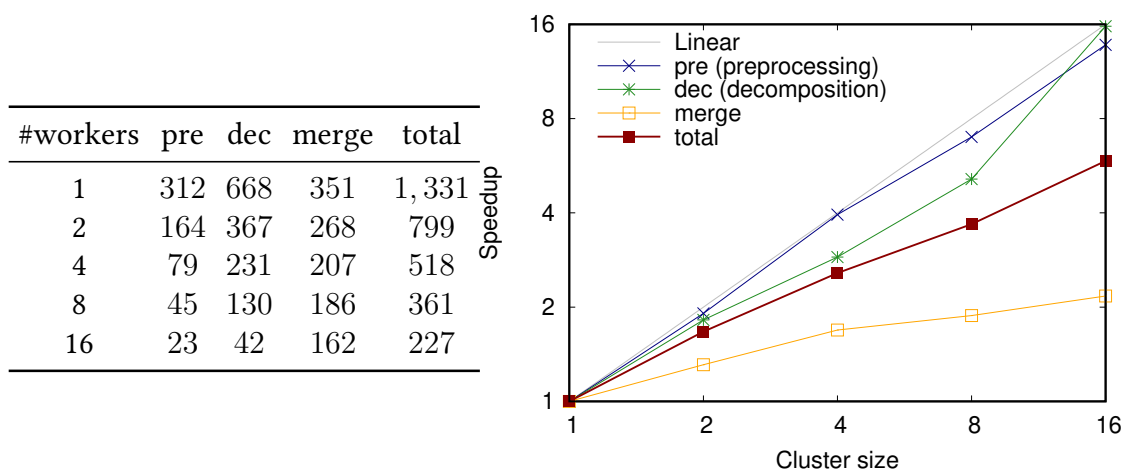 #workers pre dec merge total
1 312 668 351 1, 331
2 164 367 268 799
4 79 231 207 518
8 45 130 186 361
16 23 42 162 227
Speedup
16
8
4
2
1
Linear
pre (preprocessing)
dec (decomposition)
merge
total
1 2 4 8 16
Cluster size